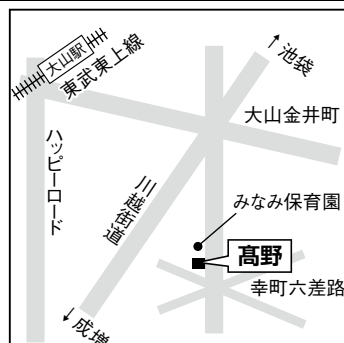 大山駅
東武東上線
↑池袋
大山金井町
ハッピーロード
川越街道
みなみ保育園
髙野
幸町六差路
↓成増